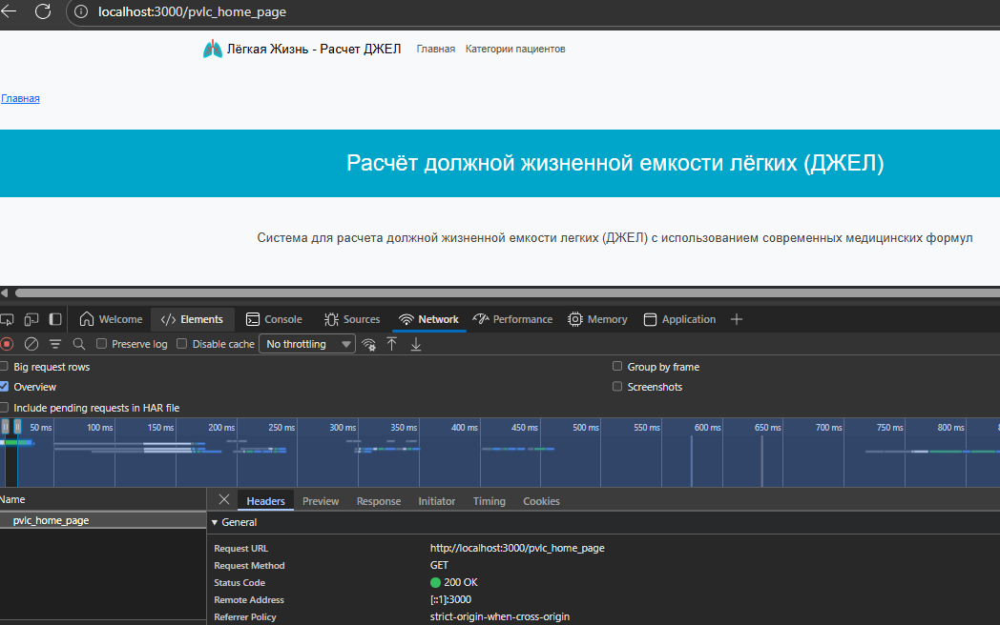 localhost:3000/pvlc_home_page
Лёгкая Жизнь - Расчет ДЖЕЛ Главная Категории пациентов
Главная
Расчёт должной жизненной емкости лёгких (ДЖЕЛ)
Система для расчета должной жизненной емкости легких (ДЖЕЛ) с использованием современных медицинских формул
Welcome Elements Console Sources Network Performance Memory Application
Preserve log Disable cache No throttling
Big request rows Group by frame
Overview Screenshots
Include pending requests in HAR file
50 ms 100 ms 150 ms 200 ms 250 ms 300 ms 350 ms 400 ms 450 ms 500 ms 550 ms 600 ms 650 ms 700 ms 750 ms 800 ms
Name Headers Preview Response Initiator Timing Cookies
pvlc_home_page General
Request URL http://localhost:3000/pvlc_home_page
Request Method GET
Status Code 200 OK
Remote Address [::1]:3000
Referrer Policy strict-origin-when-cross-origin